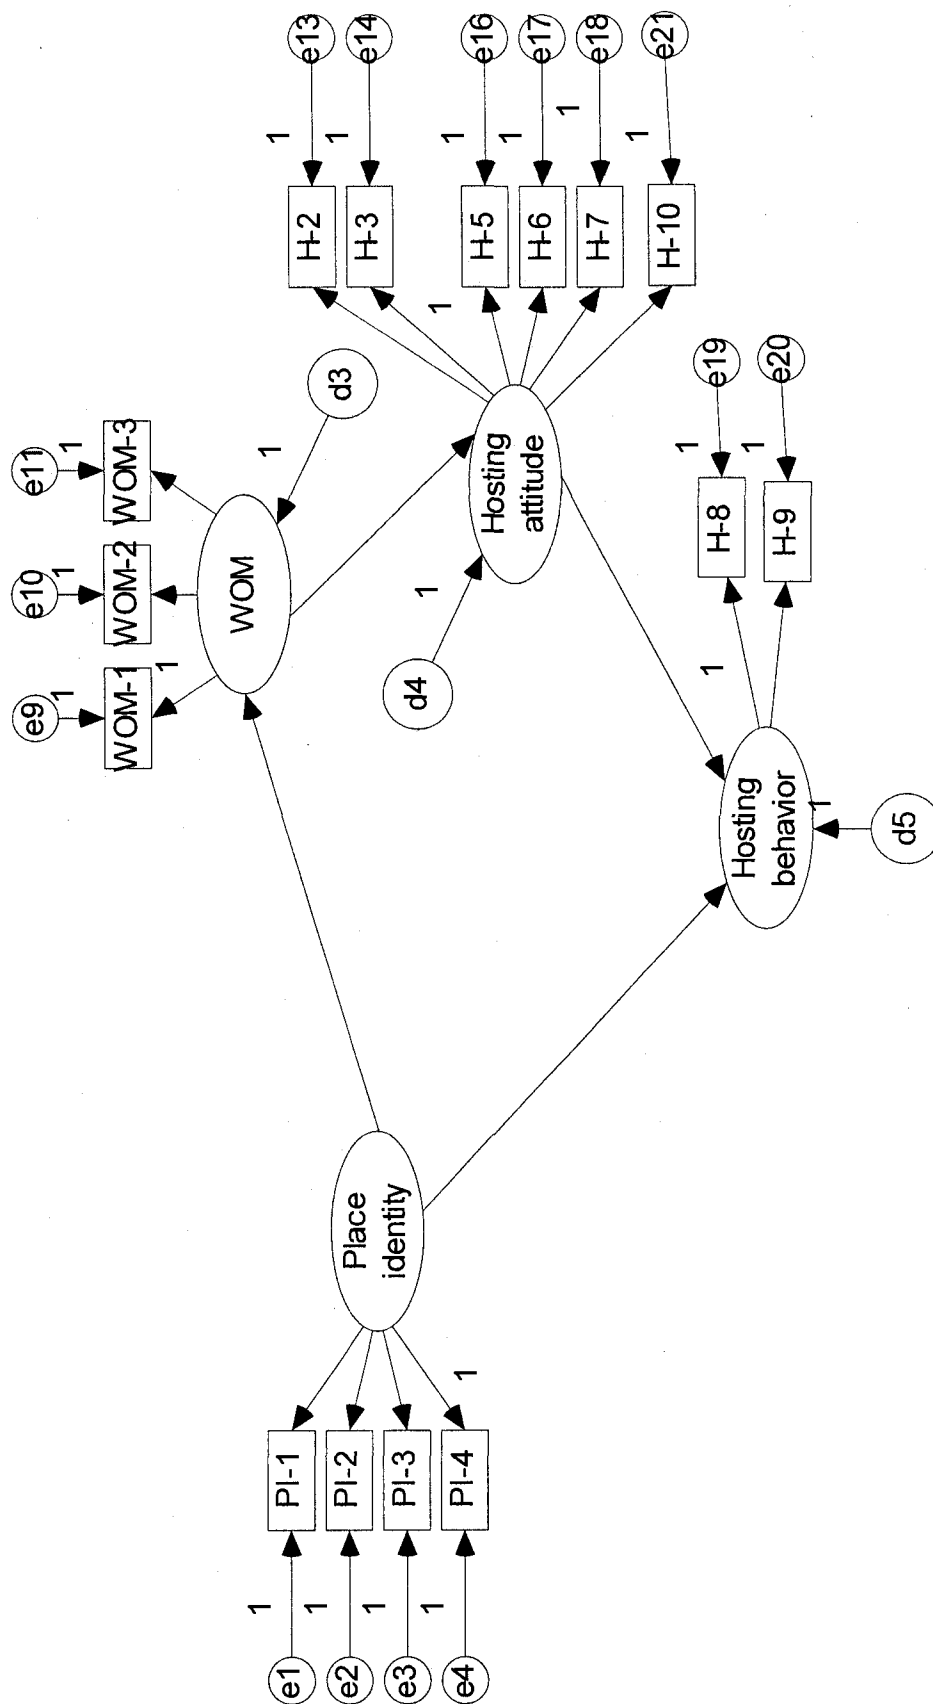 e9 e10 e11
1 1 1
WOM-1 WOM-2 WOM-3
1
WOM
1
d3
e1 1 PI-1
e2 1 PI-2
e3 1 PI-3
e4 1 PI-4
1
Place
identity
H-2 1 e13
H-3 1 e14
1
H-5 1 e16
H-6 1 e17
H-7 1 e18
H-10 1 e21
d4 1
Hosting
attitude
H-8 1 e19
H-9 1 e20
1
Hosting
behavior
1
d5